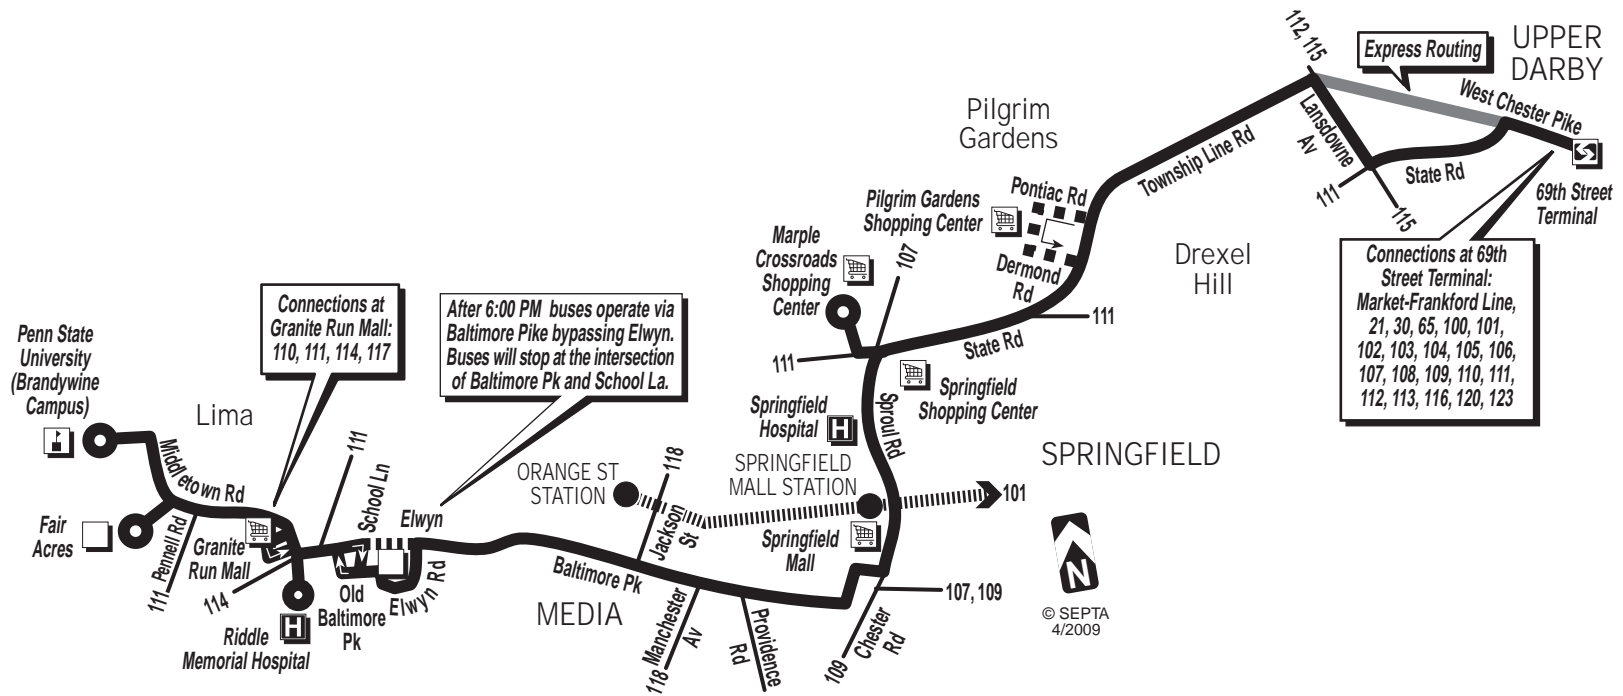 112, 115
Express Routing
UPPER
DARBY
West Chester Pike
Lansdowne
Av
State Rd
111
115
69th Street
Terminal
Township Line Rd
Pilgrim
Gardens
Pontiac Rd
Pilgrim Gardens
Shopping Center
Dermond
Rd
Drexel
Hill
Connections at 69th
Street Terminal:
Market-Frankford Line,
21, 30, 65, 100, 101,
102, 103, 104, 105, 106,
107, 108, 109, 110, 111,
112, 113, 116, 120, 123
Marple
Crossroads
Shopping
Center
107
111
State Rd
111
Springfield
Shopping Center
Sproul Rd
Springfield
Hospital
H
SPRINGFIELD
SPRINGFIELD
MALL STATION
101
Springfield
Mall
ORANGE ST
STATION
118
Jackson
St
Connections at
Granite Run Mall:
110, 111, 114, 117
After 6:00 PM buses operate via
Baltimore Pike bypassing Elwyn.
Buses will stop at the intersection
of Baltimore Pk and School La.
Penn State
University
(Brandywine
Campus)
Lima
Middletown Rd
111
School Ln
Elwyn
Fair
Acres
111 Pennell Rd
Granite
Run Mall
114
Old
Baltimore
Pk
Elwyn Rd
Riddle
Memorial Hospital
H
Baltimore Pk
MEDIA
118 Manchester
Av
Providence
Rd
109 Chester
Rd
107, 109
N
© SEPTA
4/2009